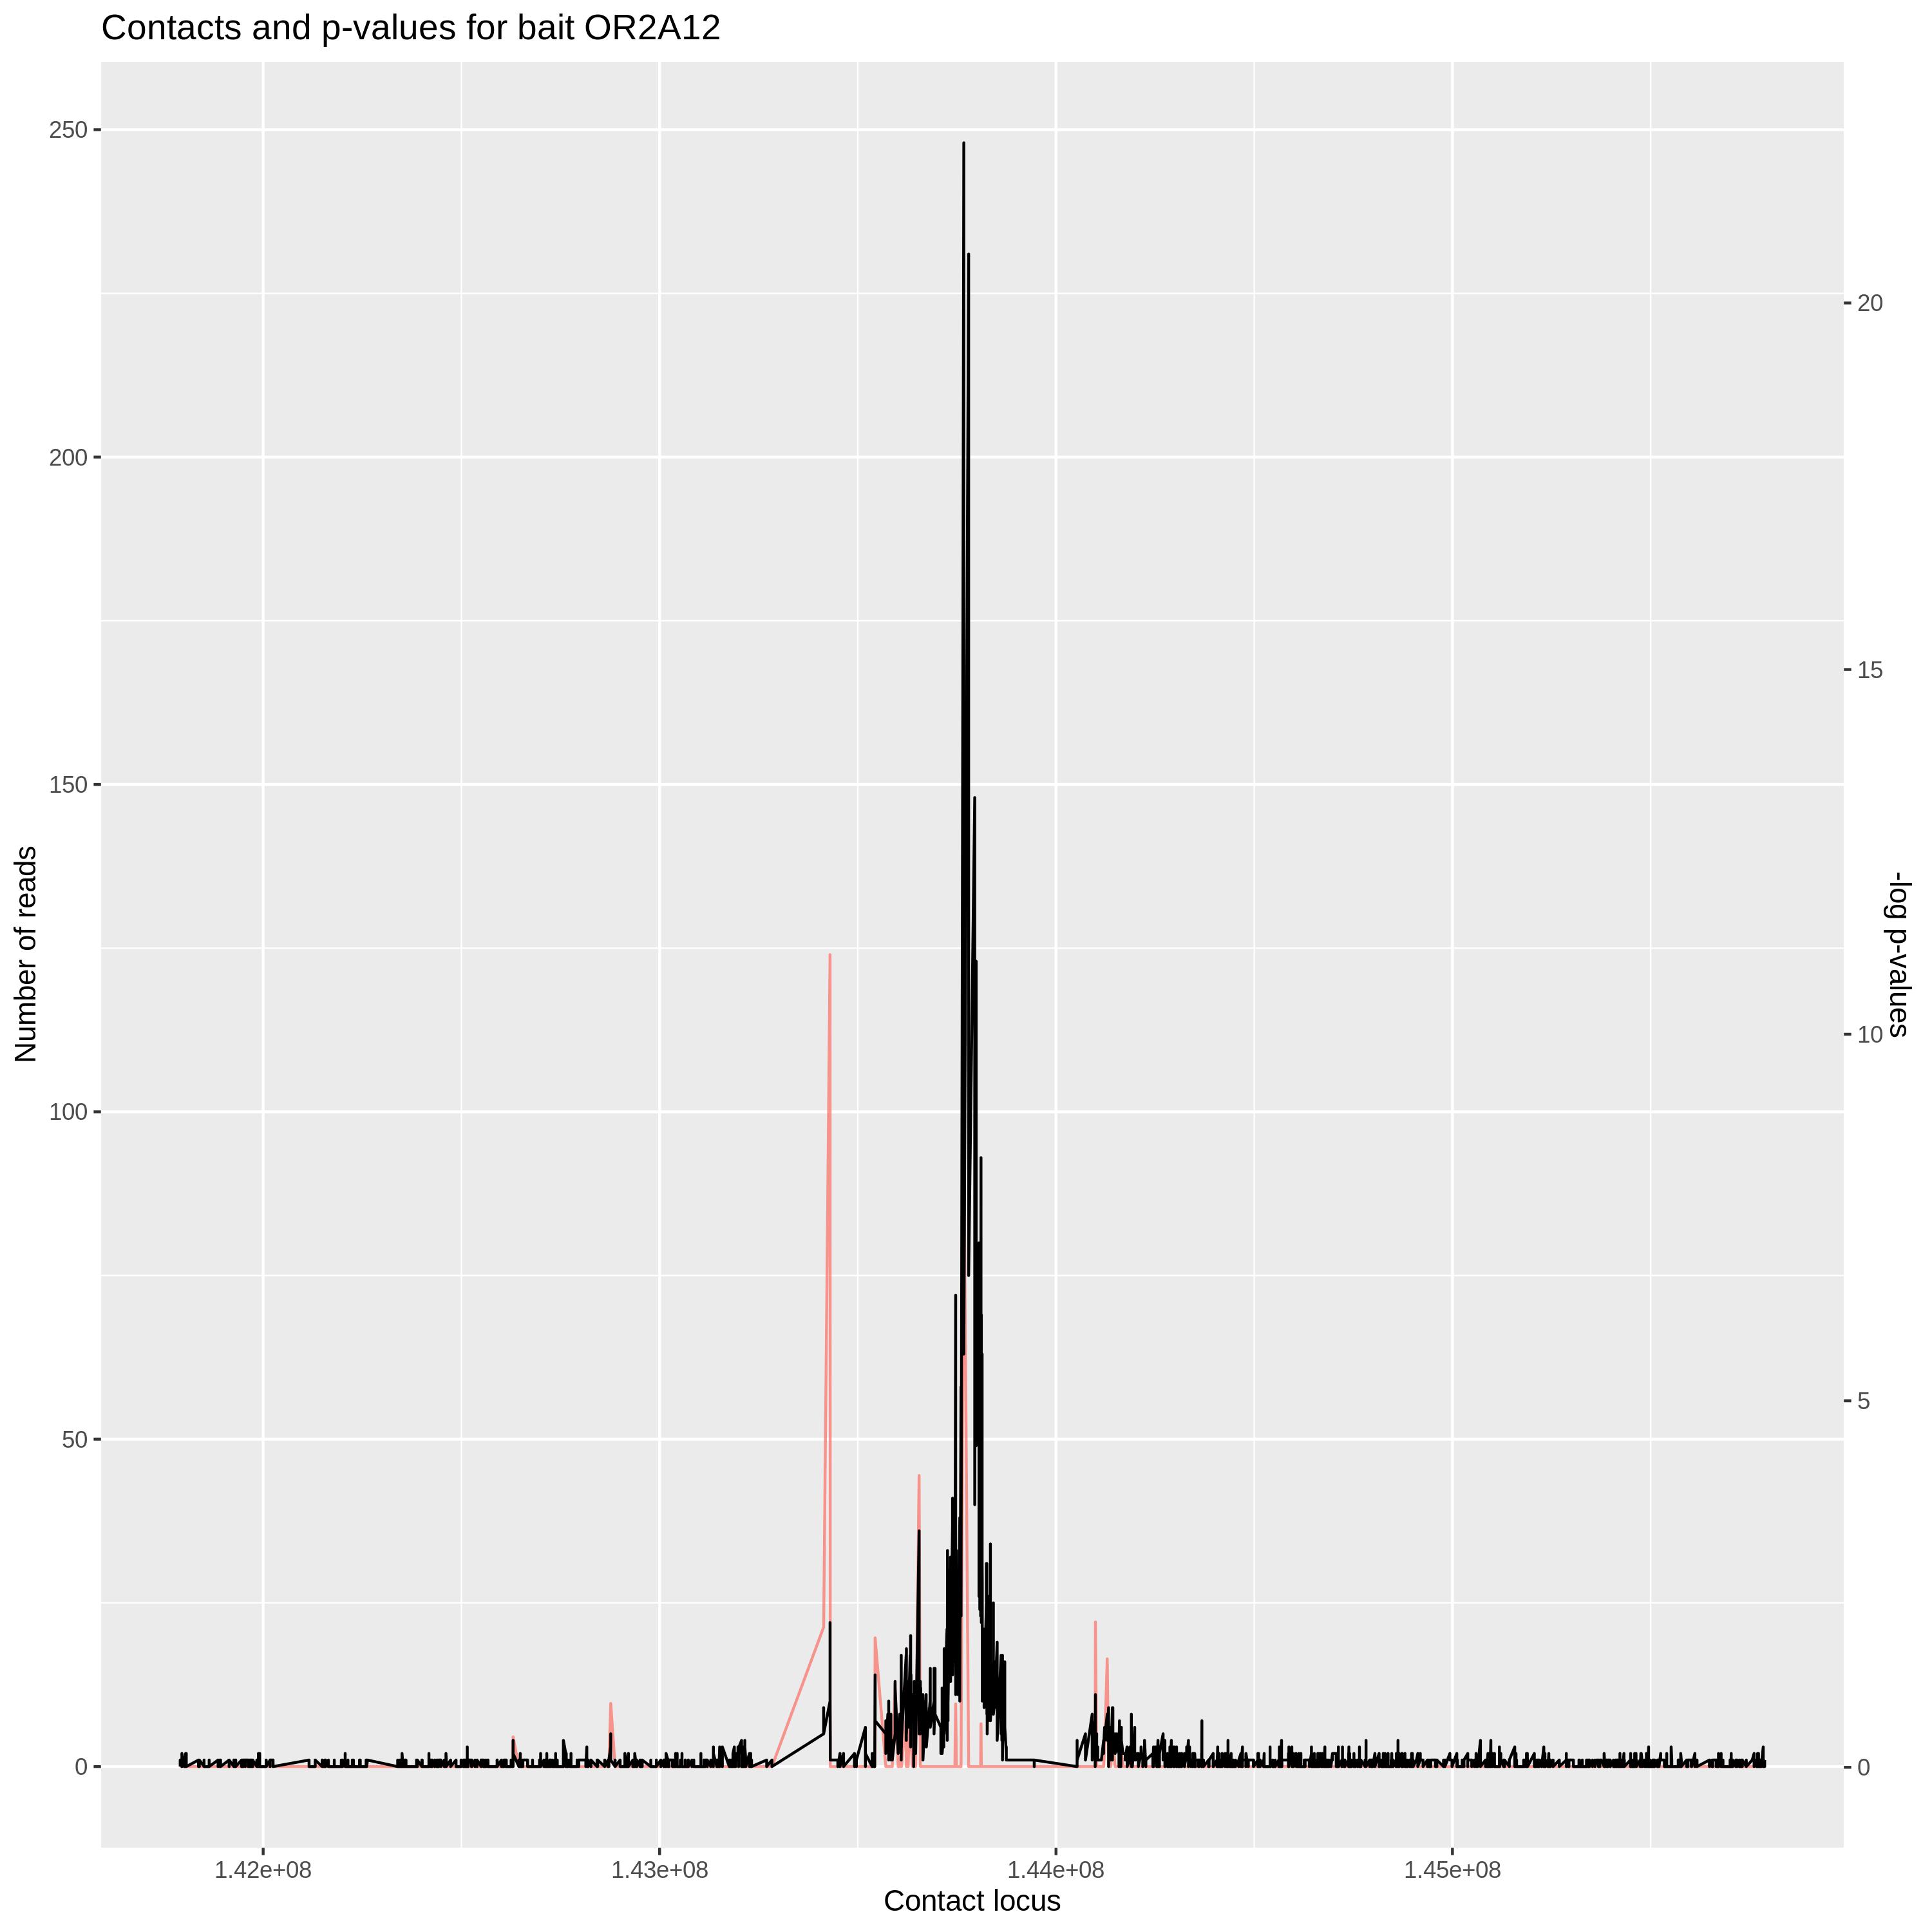 Contacts and p-values for bait OR2A12
250
200
150
100
50
0
Number of reads
20
15
10
5
0
-log p-values
1.42e+08
1.43e+08
1.44e+08
1.45e+08
Contact locus